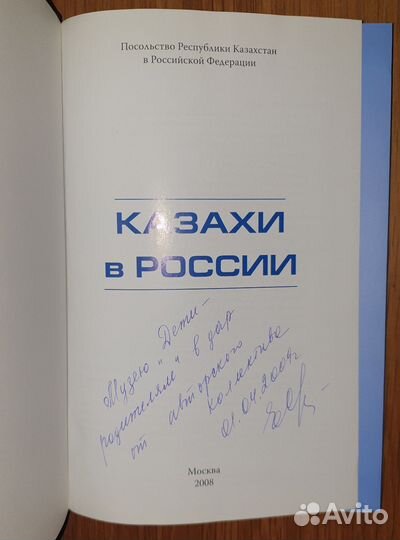 Посольство Республики Казахстан
в Российской Федерации
КАЗАХИ
в РОССИИ
Музею „Дети-
родителям“ в дар
от авторского
коллектива
01.04.2009г
Москва
2008
Avito